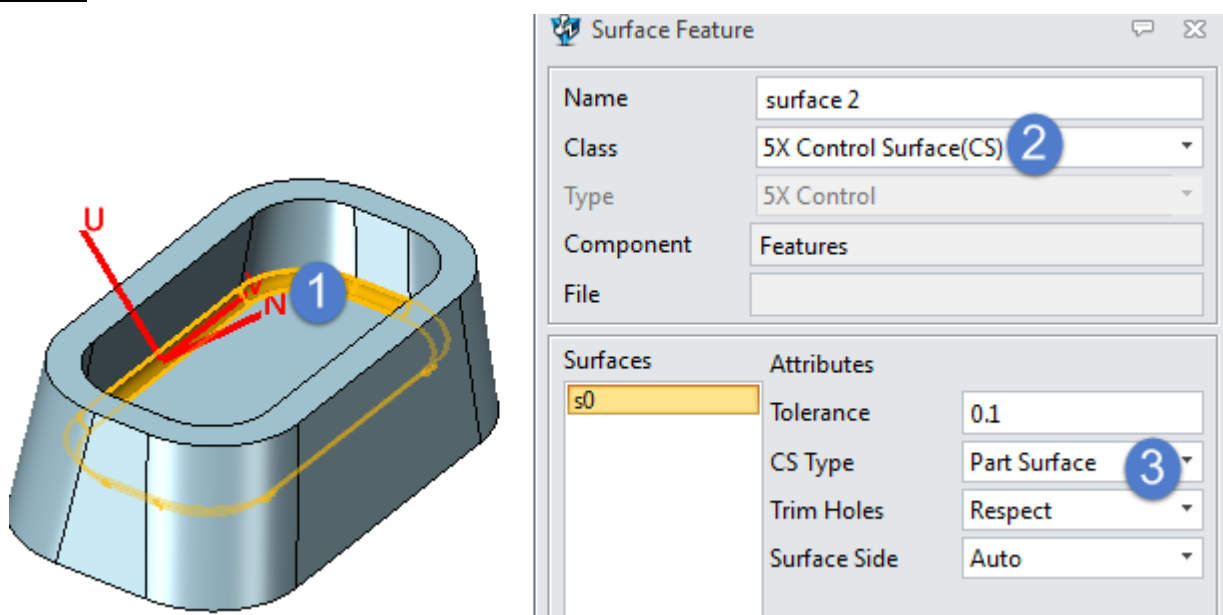 Surface Feature
Name surface 2
Class 5X Control Surface(CS) 2
Type 5X Control
Component Features
File
U
V
N
1
Surfaces Attributes
s0
Tolerance 0.1
CS Type Part Surface 3
Trim Holes Respect
Surface Side Auto